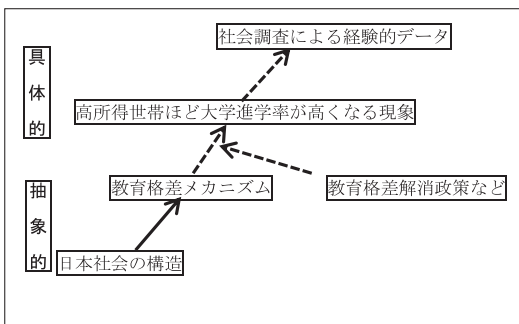 社会調査による経験的データ
具体的
高所得世帯ほど大学進学率が高くなる現象
教育格差メカニズム
教育格差解消政策など
抽象的
日本社会の構造